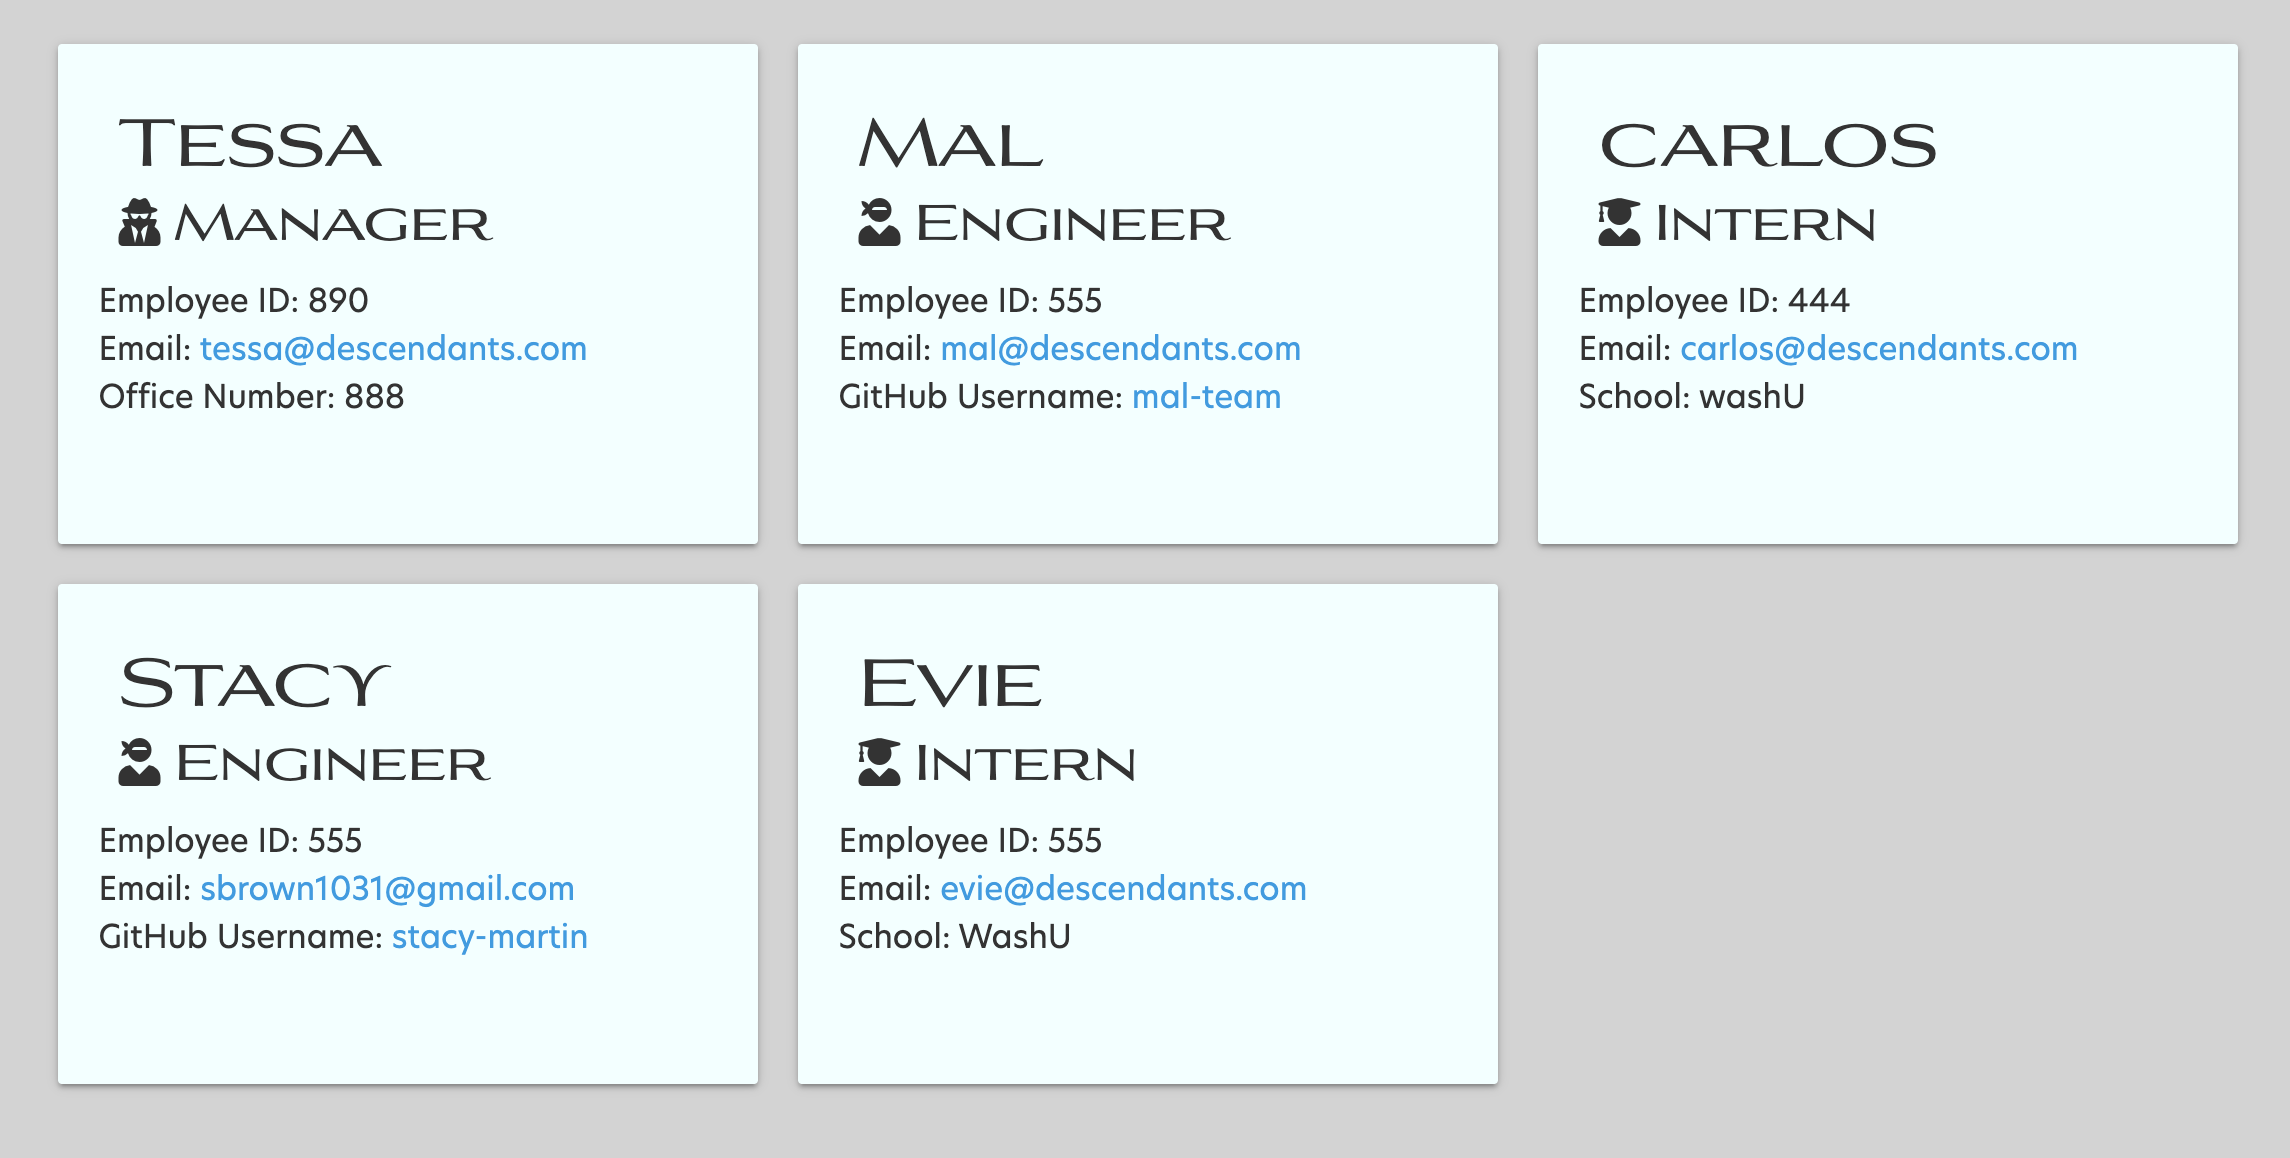 Tessa
Manager
Employee ID: 890
Email: tessa@descendants.com
Office Number: 888
Mal
Engineer
Employee ID: 555
Email: mal@descendants.com
GitHub Username: mal-team
carlos
Intern
Employee ID: 444
Email: carlos@descendants.com
School: washU
Stacy
Engineer
Employee ID: 555
Email: sbrown1031@gmail.com
GitHub Username: stacy-martin
Evie
Intern
Employee ID: 555
Email: evie@descendants.com
School: WashU